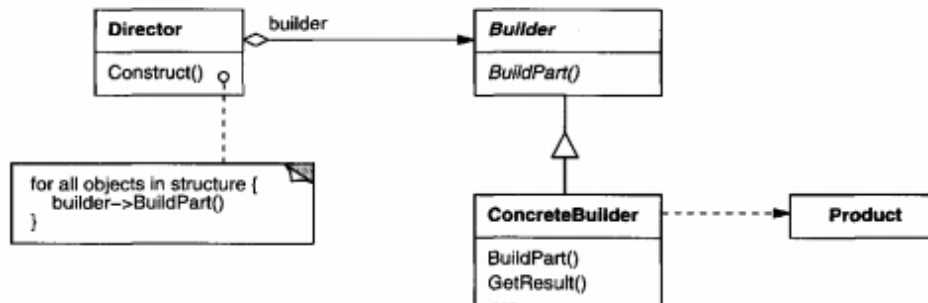 Director
builder
Builder
Construct()
BuildPart()
for all objects in structure {
builder->BuildPart()
}
ConcreteBuilder
Product
BuildPart()
GetResult()